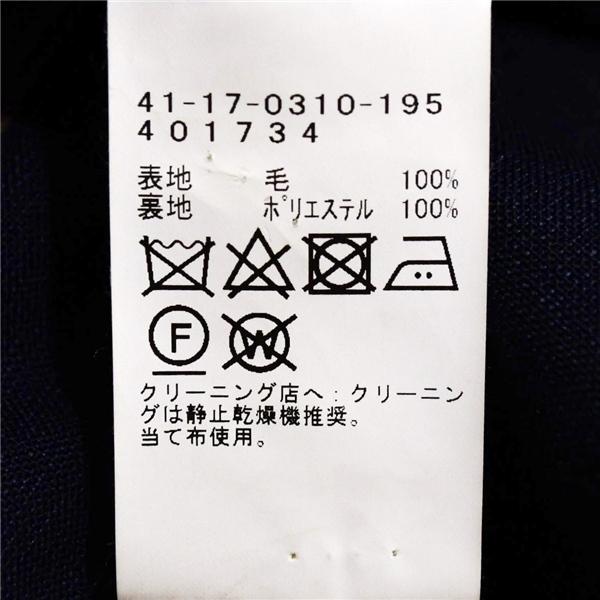 41-17-0310-195
401734
表地 毛 100%
裏地 ポリエステル 100%
F W
クリーニング店へ:クリーニン
グは静止乾燥機推奨。
当て布使用。